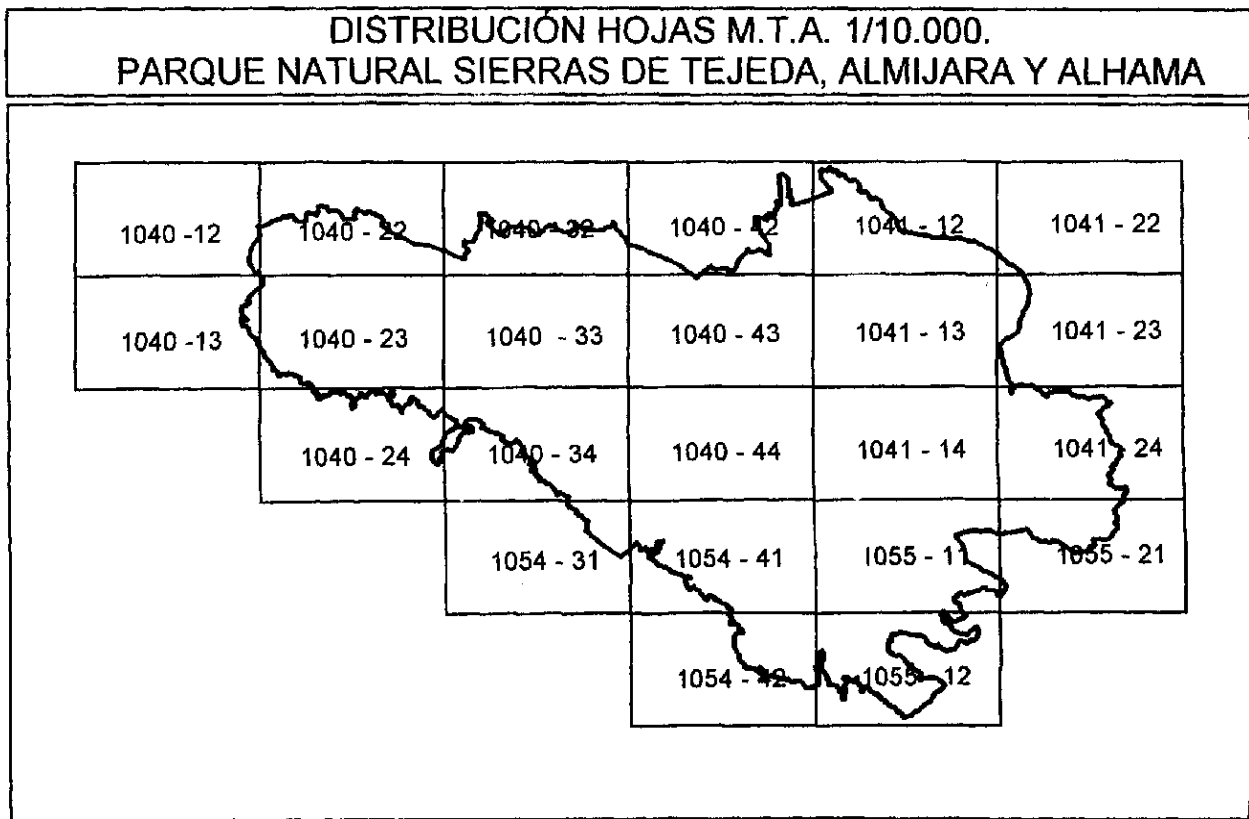 DISTRIBUCIÓN HOJAS M.T.A. 1/10.000.
PARQUE NATURAL SIERRAS DE TEJEDA, ALMIJARA Y ALHAMA
1040 -12 1040 - 22 1040 - 32 1040 - 42 1041 - 12 1041 - 22
1040 -13 1040 - 23 1040 - 33 1040 - 43 1041 - 13 1041 - 23
1040 - 24 1040 - 34 1040 - 44 1041 - 14 1041 - 24
1054 - 31 1054 - 41 1055 - 11 1055 - 21
1054 - 42 1055 - 12